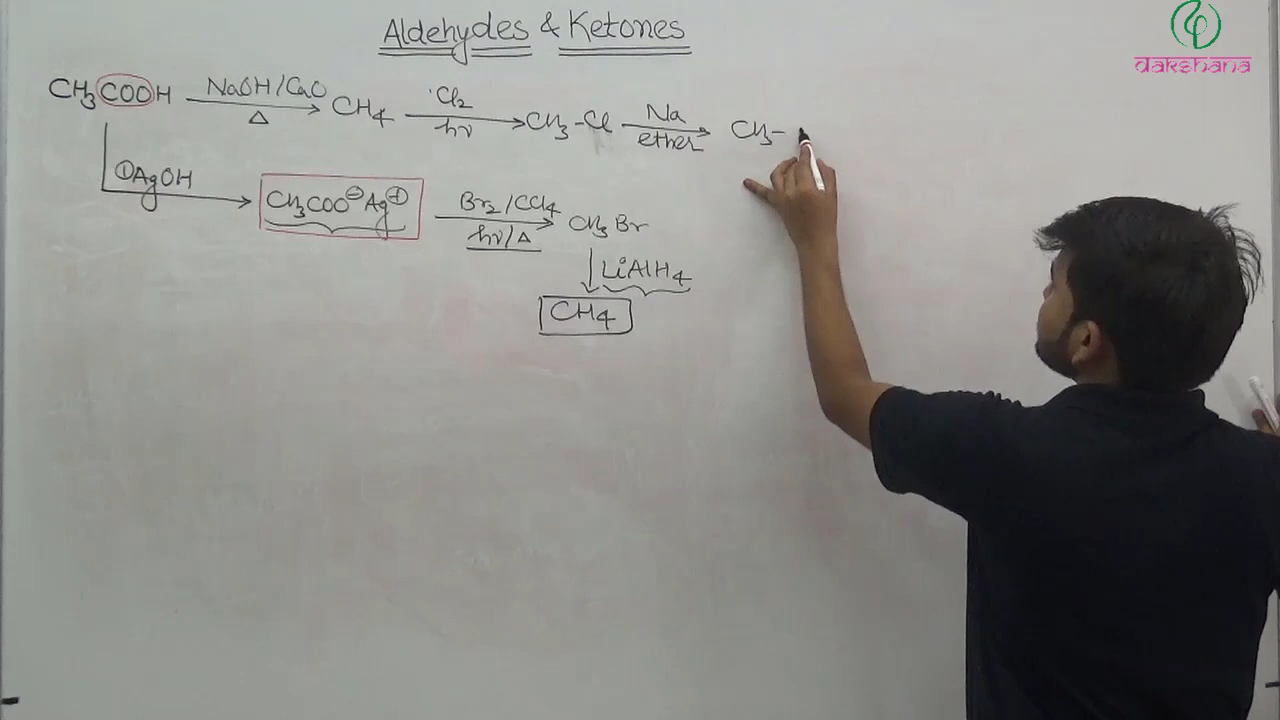 Aldehydes & Ketones
dakshana
CH3COOH NaOH/CaO Δ CH4 Cl2 hν CH3-Cl Na ether CH3-
①AgOH CH3COO⊖Ag⊕ Br2/CCl4 hν/Δ CH3Br
LiAlH4
CH4